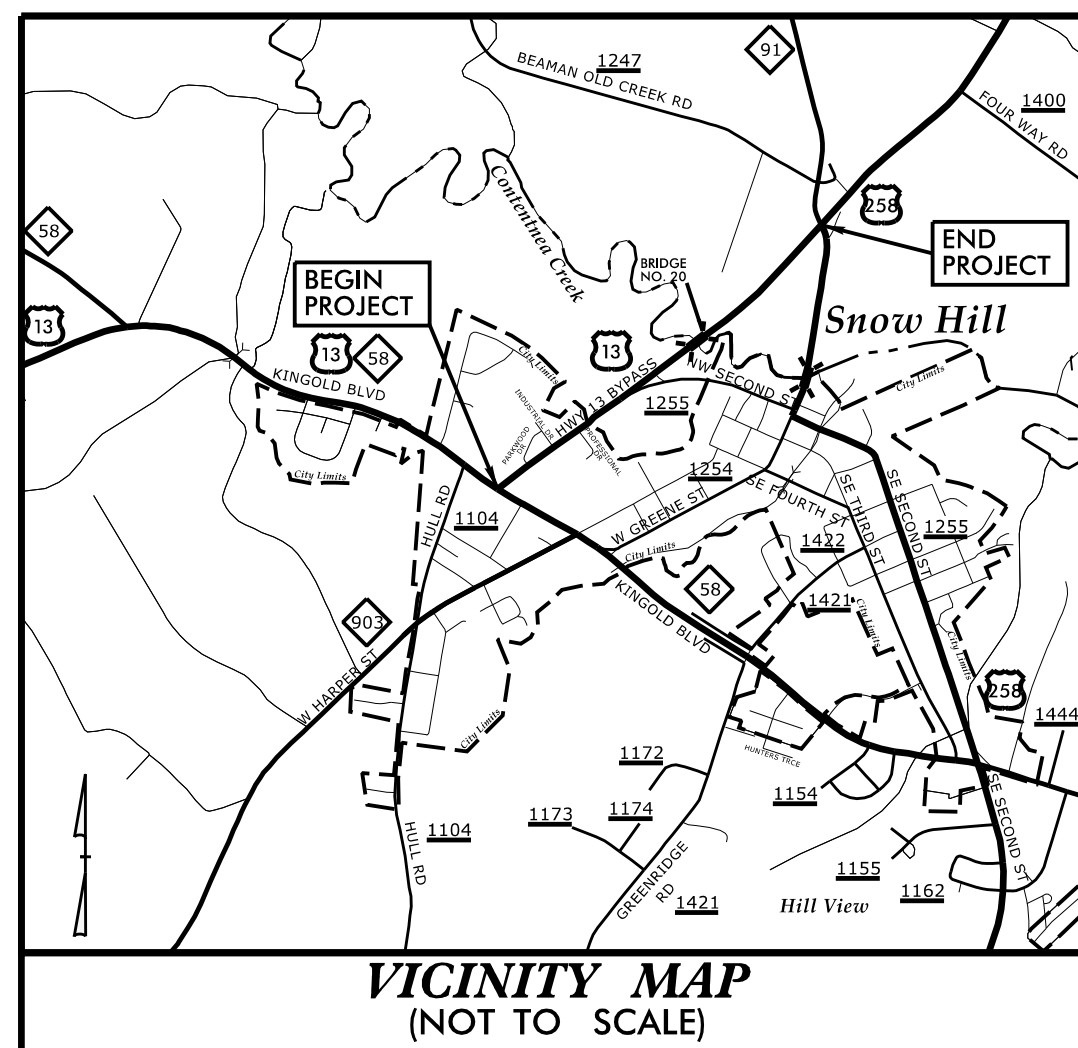 91
1247
BEAMAN OLD CREEK RD
1400
FOUR WAY RD
58
Contentnea Creek
258
END
PROJECT
BRIDGE
NO. 20
BEGIN
PROJECT
13
Snow Hill
13
58
13
City Limits
City Limits
KINGOLD BLVD
HWY 13 BYPASS
NW SECOND ST
1255
INDUSTRIAL DR
PARKWOOD
DR
PROFESSIONAL
DR
City Limits
1254
HULL RD
1104
W GREENE ST
SE FOURTH ST
SE THIRD ST
SE SECOND ST
1255
1422
City Limits
58
KINGOLD BLVD
1421
City Limits
903
W HARPER ST
City Limits
City Limits
258
1444
HUNTERS TRCE
1172
1154
SE SECOND ST
1173
1174
1104
HULL RD
GREENRIDGE
RD
1155
1162
1421
Hill View
VICINITY MAP
(NOT TO SCALE)